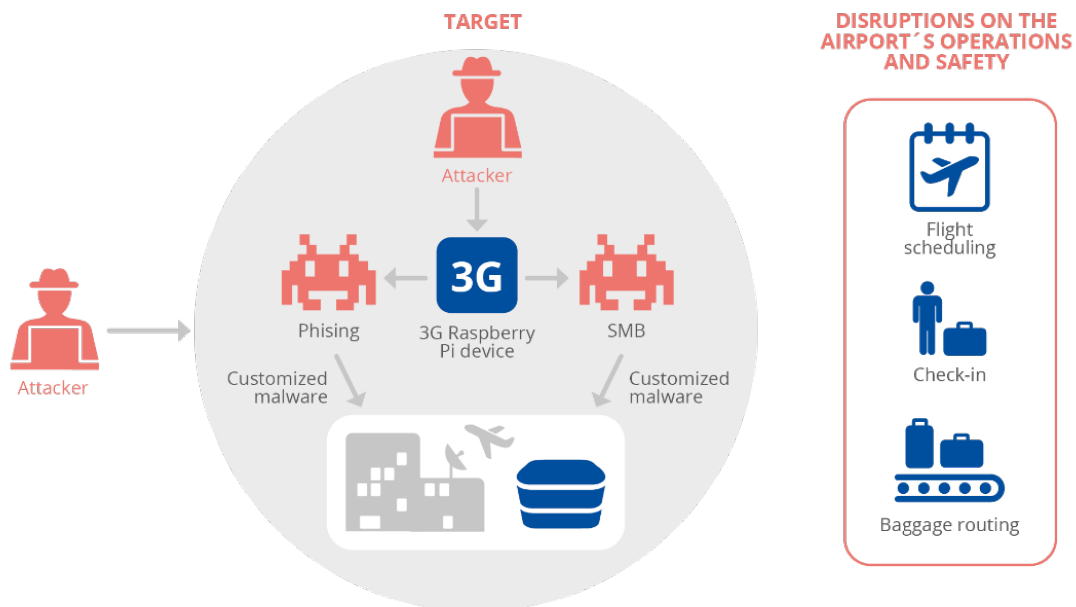 TARGET
DISRUPTIONS ON THE
AIRPORT´S OPERATIONS
AND SAFETY
Attacker
Attacker
3G
Phising
3G Raspberry
Pi device
SMB
Customized
malware
Customized
malware
Flight
scheduling
Check-in
Baggage routing